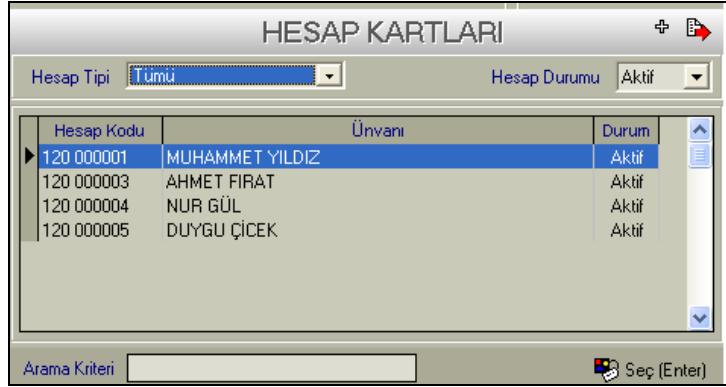 HESAP KARTLARI
Hesap Tipi Tümü Hesap Durumu Aktif
Hesap Kodu Ünvanı Durum
120 000001 MUHAMMET YILDIZ Aktif
120 000003 AHMET FIRAT Aktif
120 000004 NUR GÜL Aktif
120 000005 DUYGU ÇİCEK Aktif
Arama Kriteri Seç (Enter)